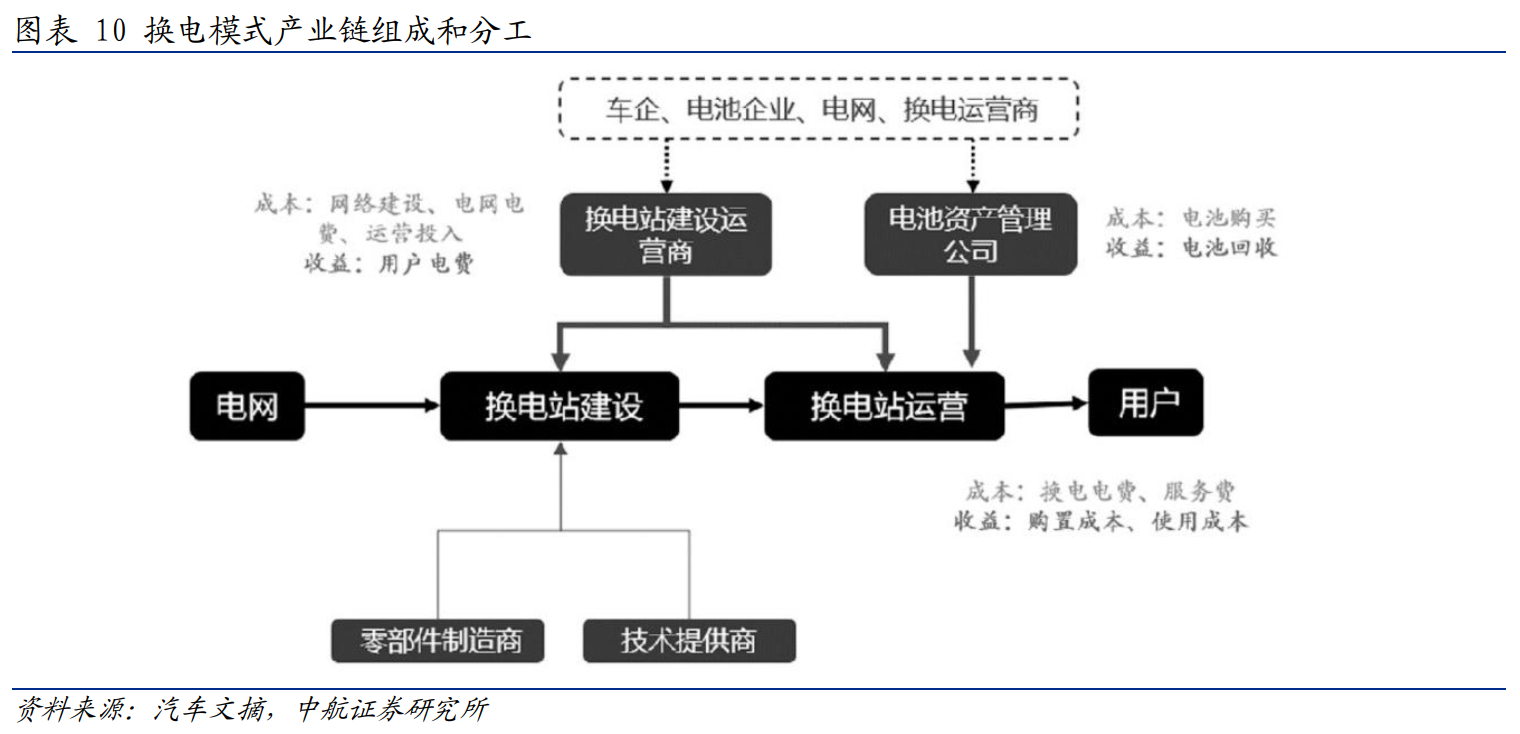 图表 10 换电模式产业链组成和分工
车企、电池企业、电网、换电运营商
成本：网络建设、电网电
费、运营投入
收益：用户电费
换电站建设运
营商
电池资产管理
公司
成本：电池购买
收益：电池回收
电网
换电站建设
换电站运营
用户
成本：换电电费、服务费
收益：购置成本、使用成本
零部件制造商
技术提供商
资料来源：汽车文摘，中航证券研究所